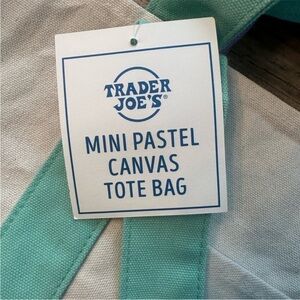 TRADER
JOE'S®
MINI PASTEL
CANVAS
TOTE BAG